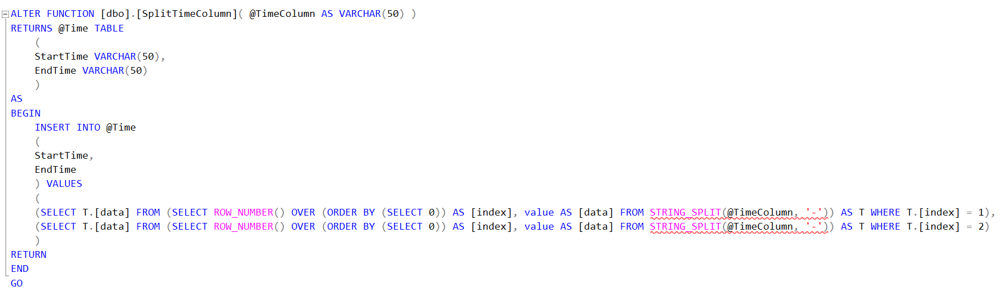 ALTER FUNCTION [dbo].[SplitTimeColumn]( @TimeColumn AS VARCHAR(50) )
RETURNS @Time TABLE
(
StartTime VARCHAR(50),
EndTime VARCHAR(50)
)
AS
BEGIN
INSERT INTO @Time
(
StartTime,
EndTime
) VALUES
(
(SELECT T.[data] FROM (SELECT ROW_NUMBER() OVER (ORDER BY (SELECT 0)) AS [index], value AS [data] FROM STRING_SPLIT(@TimeColumn, '-')) AS T WHERE T.[index] = 1),
(SELECT T.[data] FROM (SELECT ROW_NUMBER() OVER (ORDER BY (SELECT 0)) AS [index], value AS [data] FROM STRING_SPLIT(@TimeColumn, '-')) AS T WHERE T.[index] = 2)
)
RETURN
END
GO